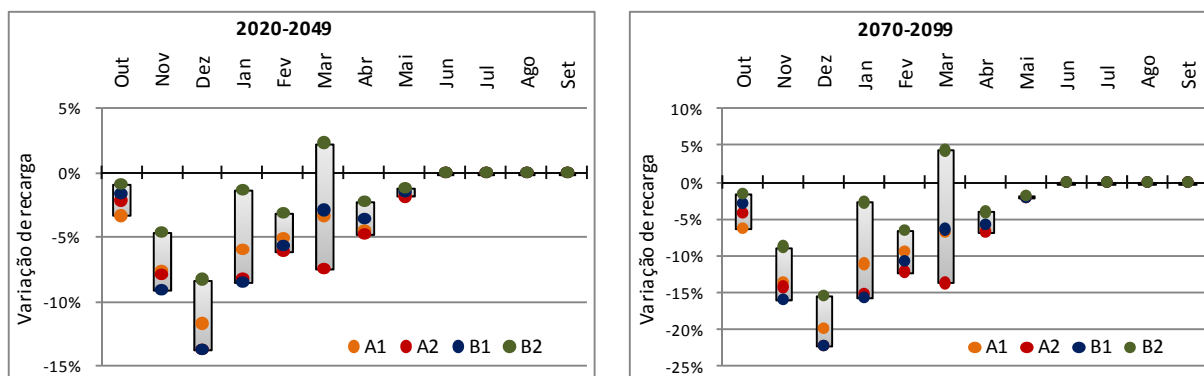 2020-2049
Out Nov Dez Jan Fev Mar Abr Mai Jun Jul Ago Set
5%
0%
-5%
-10%
-15%
Variação de recarga
A1 A2 B1 B2
2070-2099
Out Nov Dez Jan Fev Mar Abr Mai Jun Jul Ago Set
10%
5%
0%
-5%
-10%
-15%
-20%
-25%
Variação de recarga
A1 A2 B1 B2